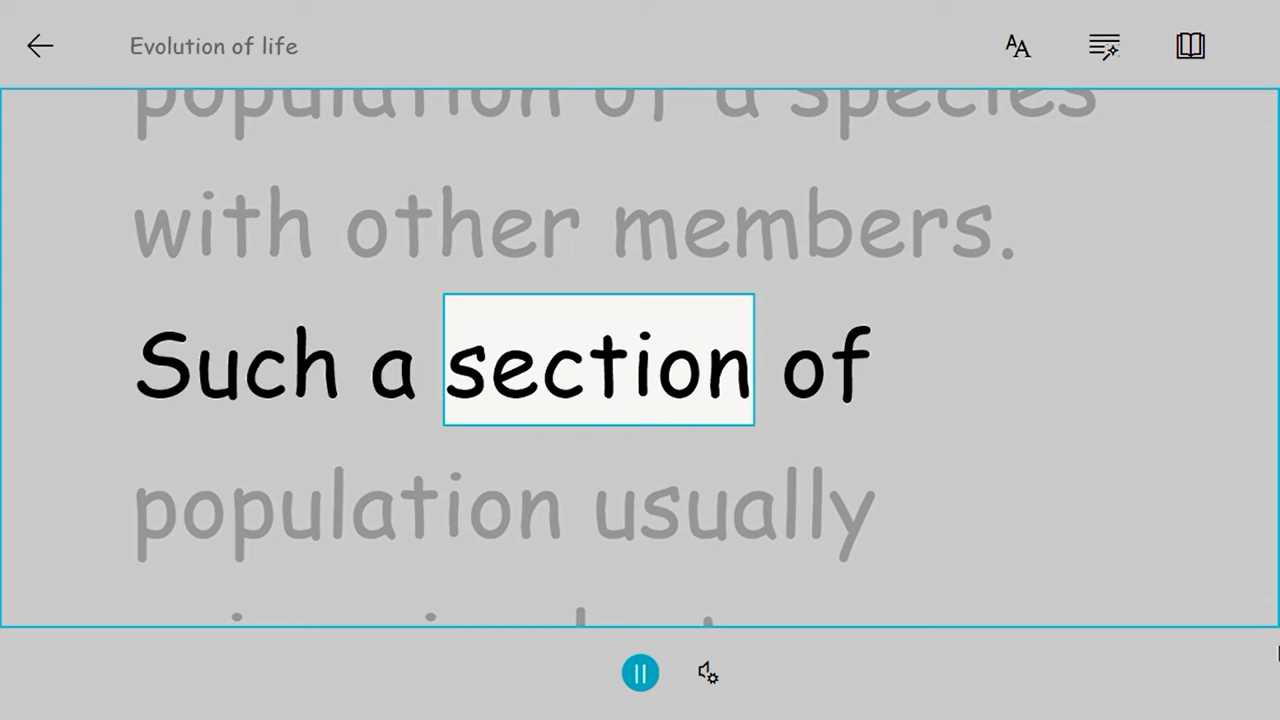 Evolution of life
population of a species
with other members.
Such a section of
population usually